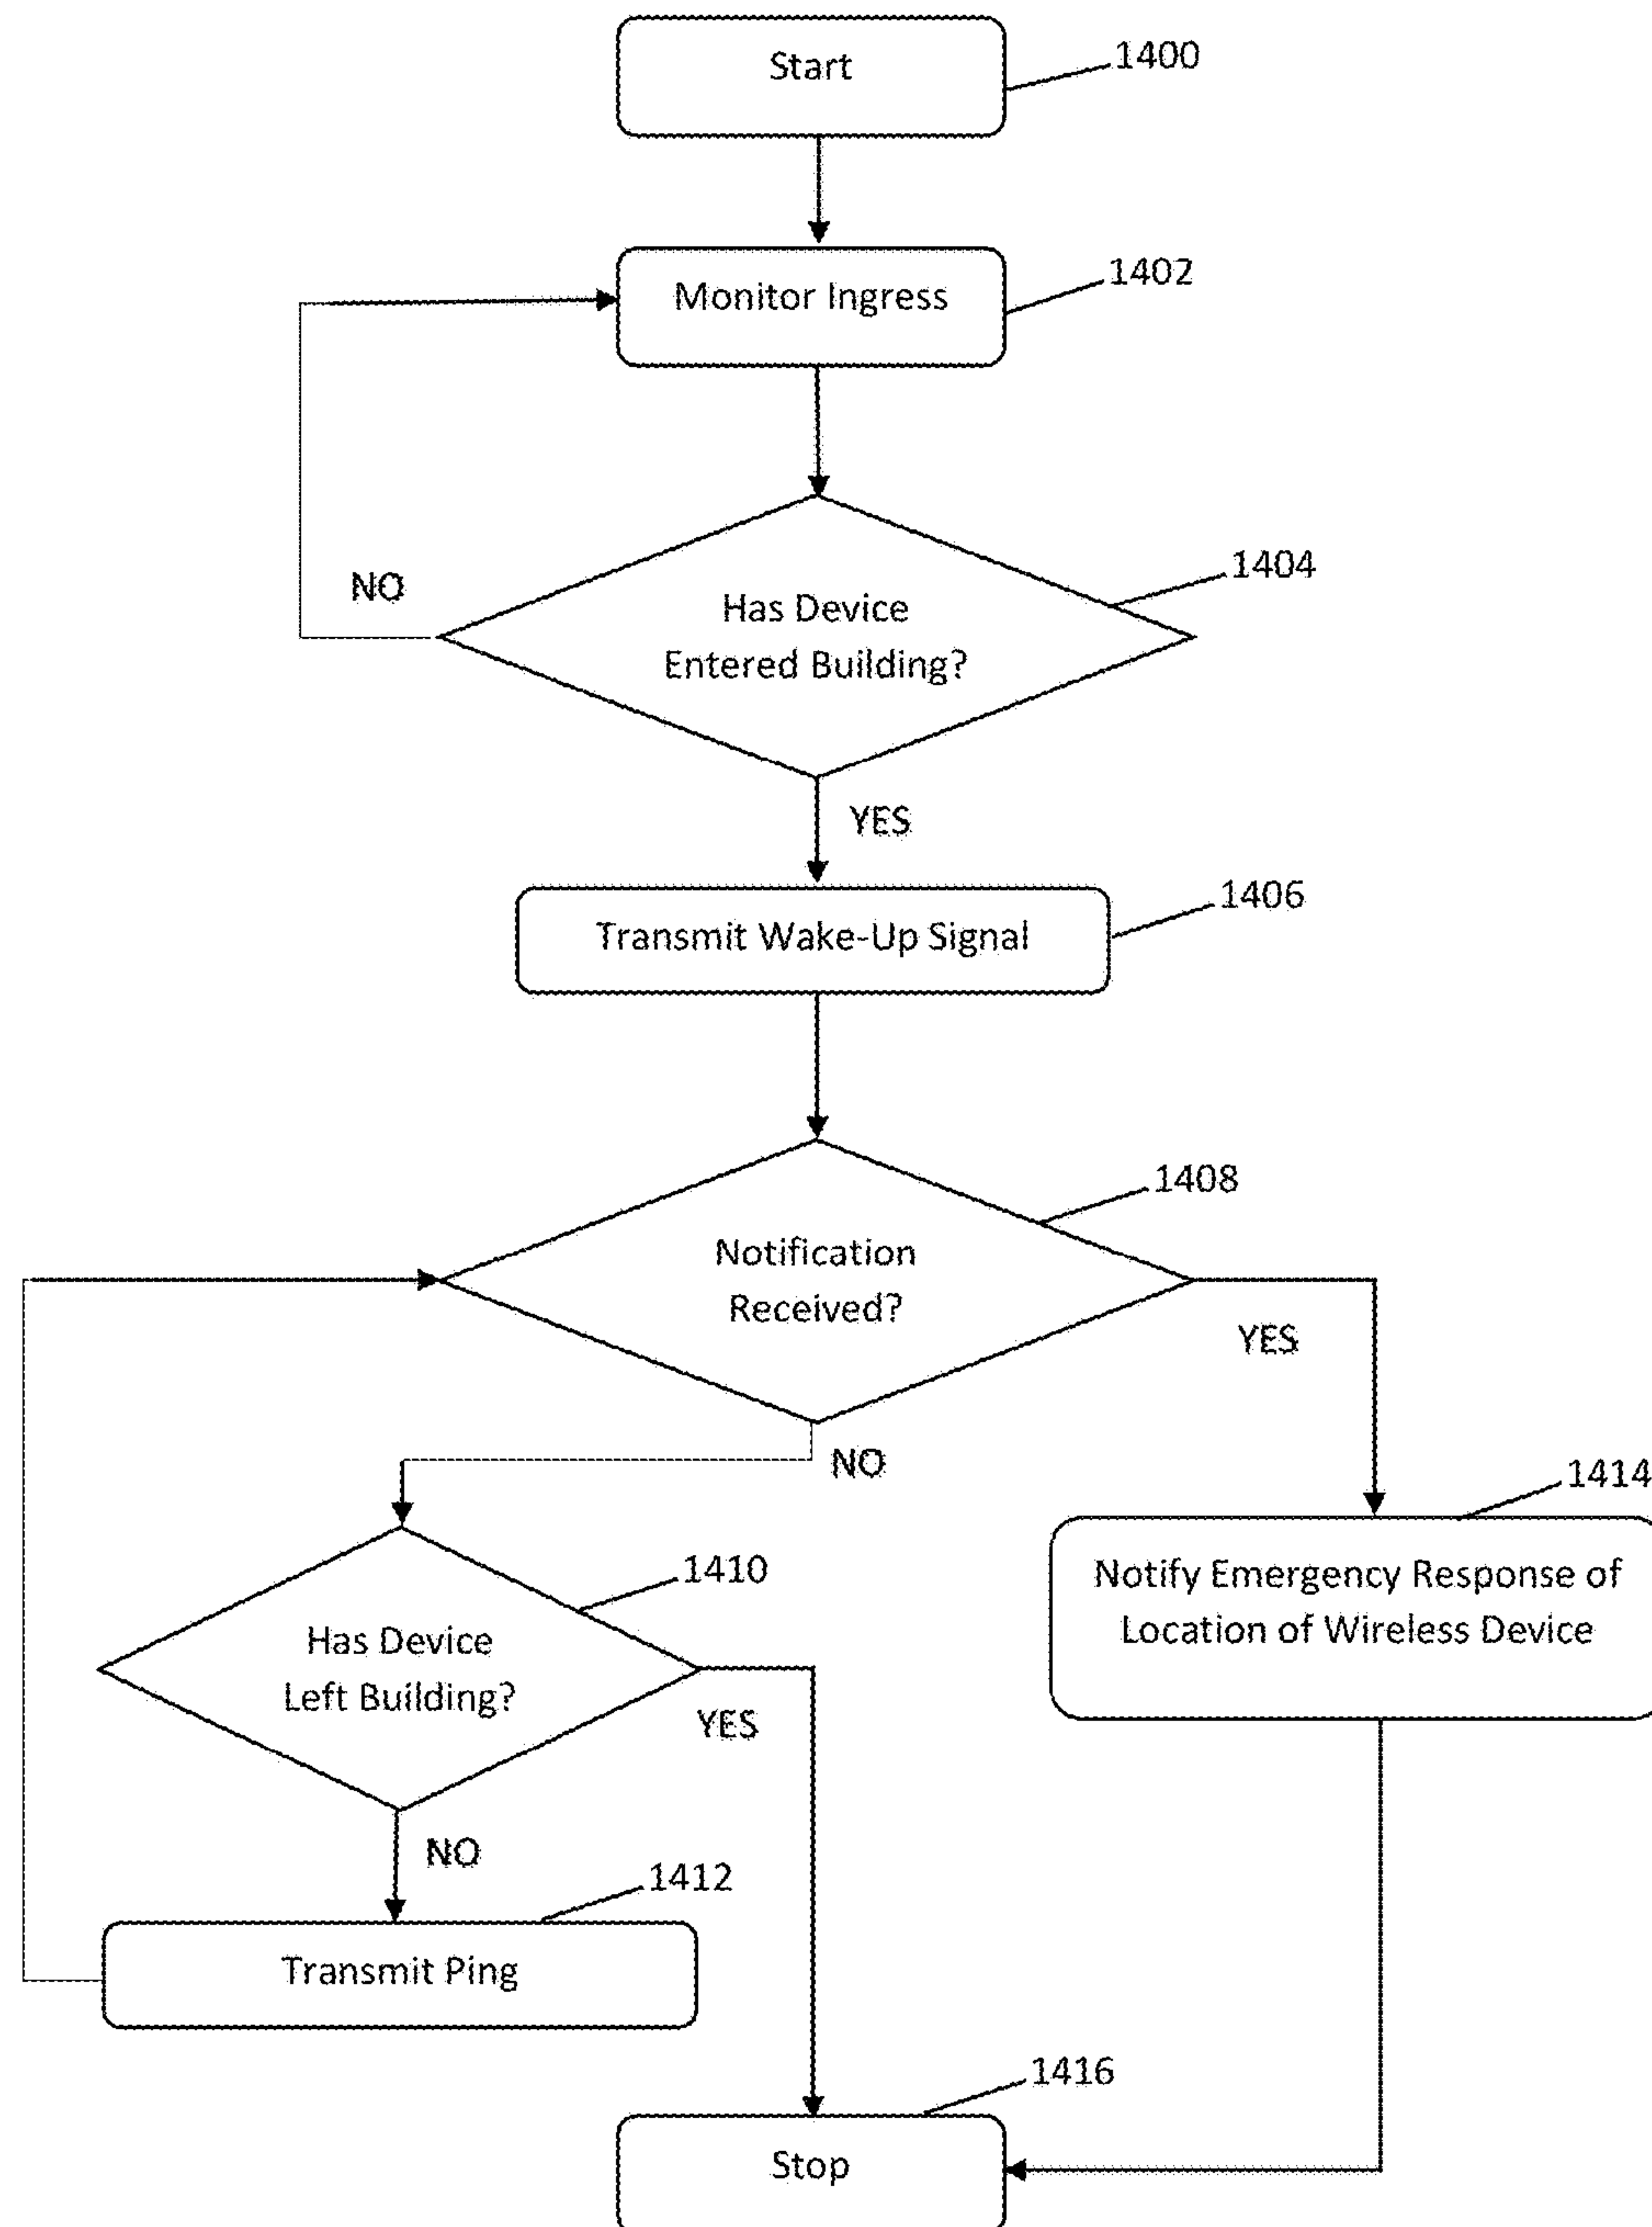 Start
1400
Monitor Ingress
1402
1404
NO
Has Device
Entered Building?
YES
1406
Transmit Wake-Up Signal
1408
Notification
Received?
YES
NO
1414
Notify Emergency Response of
Location of Wireless Device
1410
Has Device
Left Building?
YES
NO
1412
Transmit Ping
1416
Stop